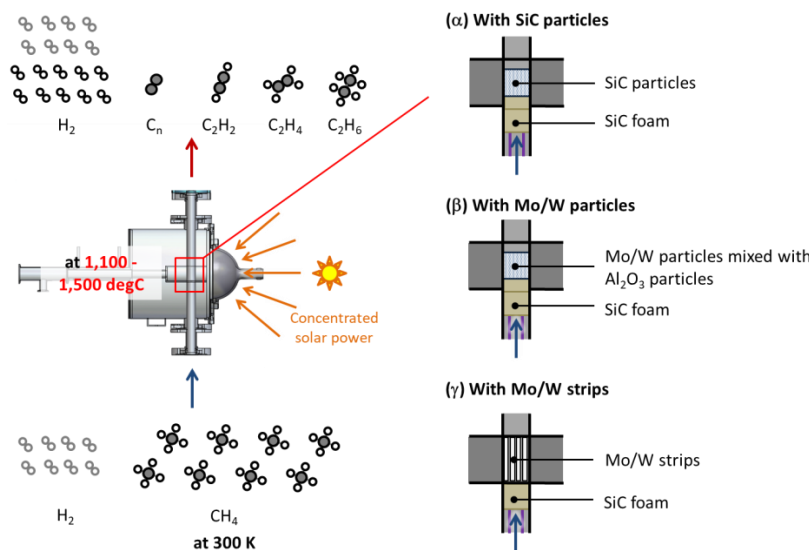 H₂
Cₙ
C₂H₂
C₂H₄
C₂H₆
at 1,100 -
1,500 degC
Concentrated
solar power
H₂
CH₄
at 300 K
(α) With SiC particles
SiC particles
SiC foam
(β) With Mo/W particles
Mo/W particles mixed with
Al₂O₃ particles
SiC foam
(γ) With Mo/W strips
Mo/W strips
SiC foam